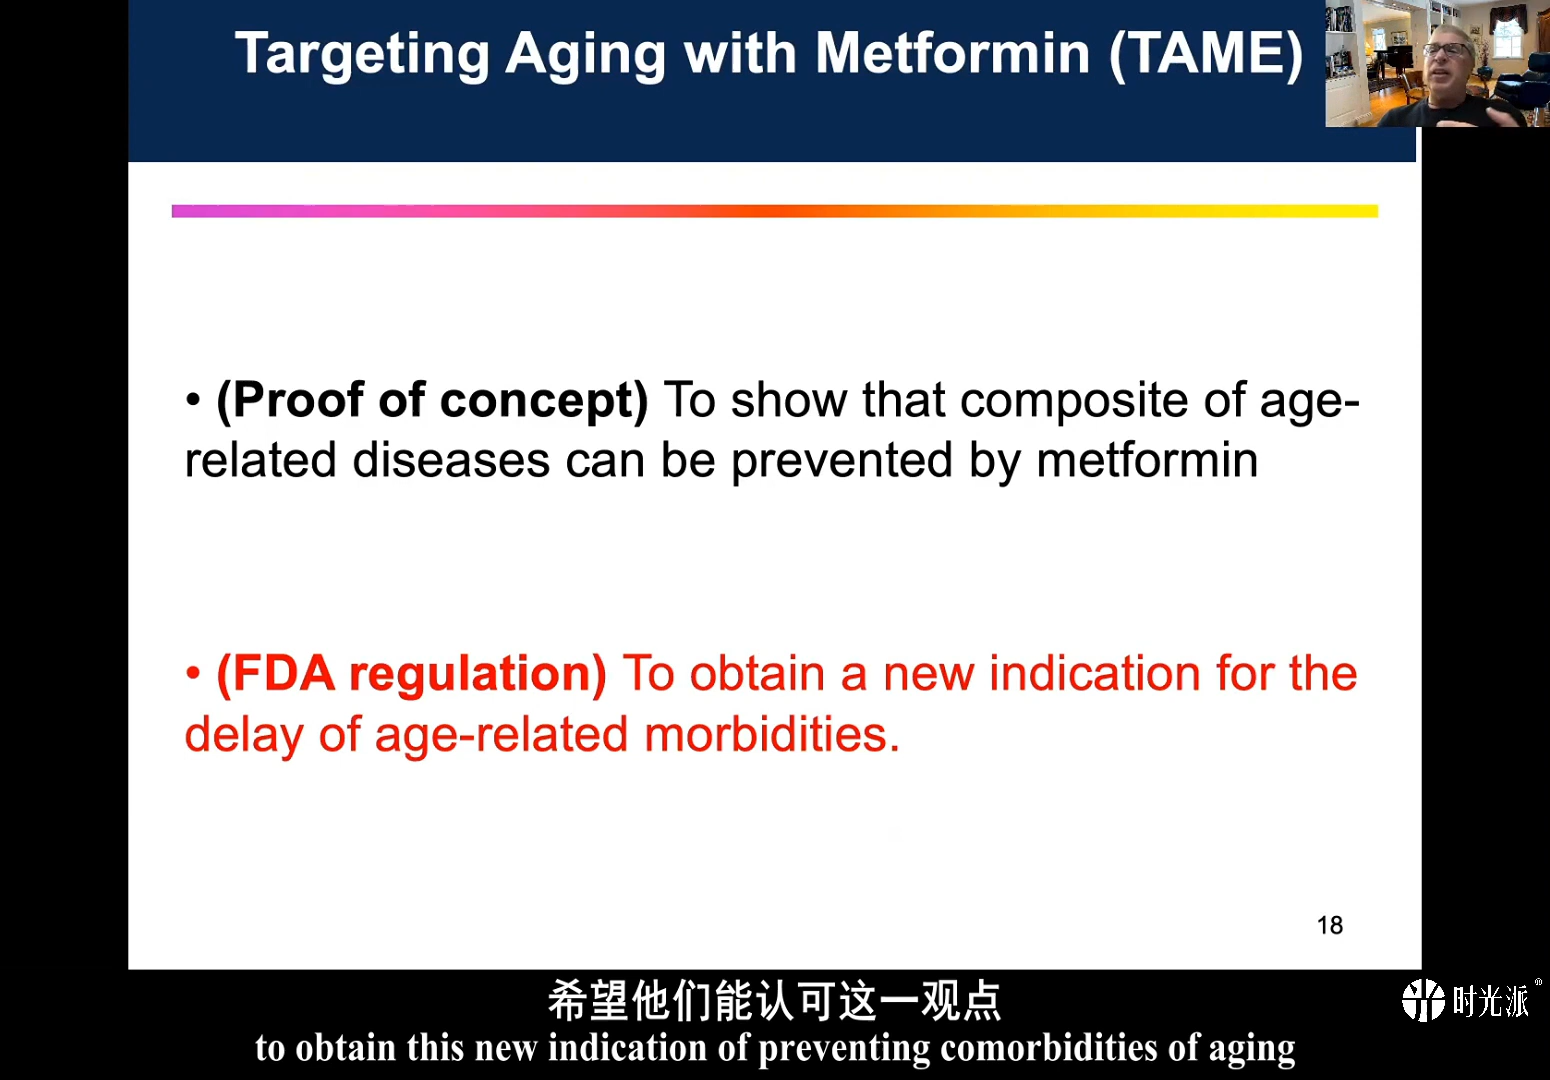 Targeting Aging with Metformin (TAME)
• (Proof of concept) To show that composite of age-
related diseases can be prevented by metformin
• (FDA regulation) To obtain a new indication for the
delay of age-related morbidities.
18
希望他们能认可这一观点
to obtain this new indication of preventing comorbidities of aging
时光派®